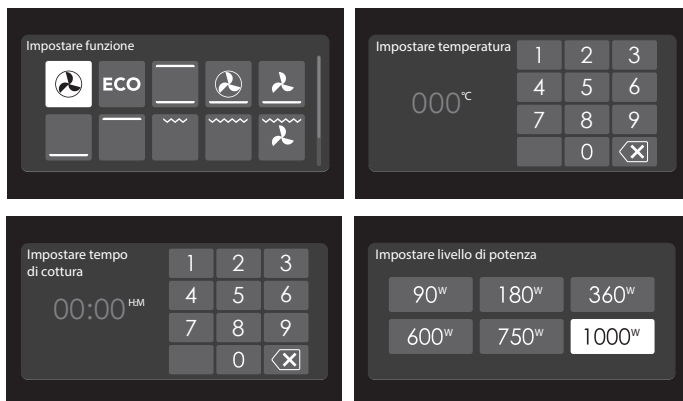 Impostare funzione
ECO
Impostare temperatura
000°C
1 2 3
4 5 6
7 8 9
0
Impostare tempo
di cottura
00:00 H:M
1 2 3
4 5 6
7 8 9
0
Impostare livello di potenza
90W 180W 360W
600W 750W 1000W